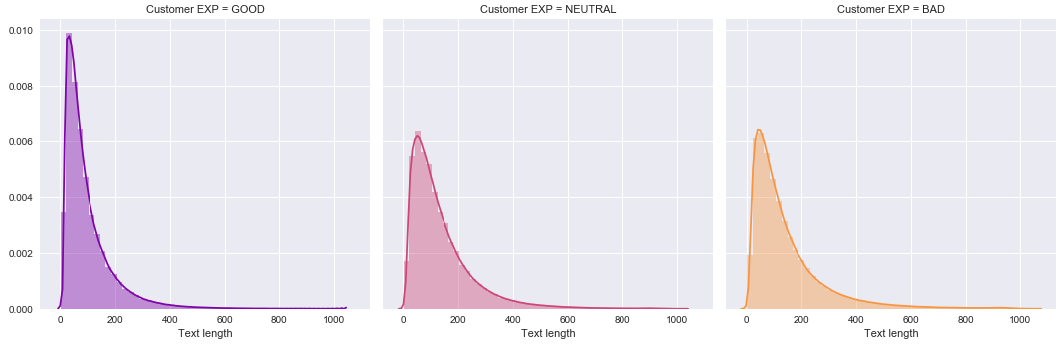 Customer EXP = GOOD Customer EXP = NEUTRAL Customer EXP = BAD
0.010
0.008
0.006
0.004
0.002
0.000
0 200 400 600 800 1000 0 200 400 600 800 1000 0 200 400 600 800 1000
Text length Text length Text length